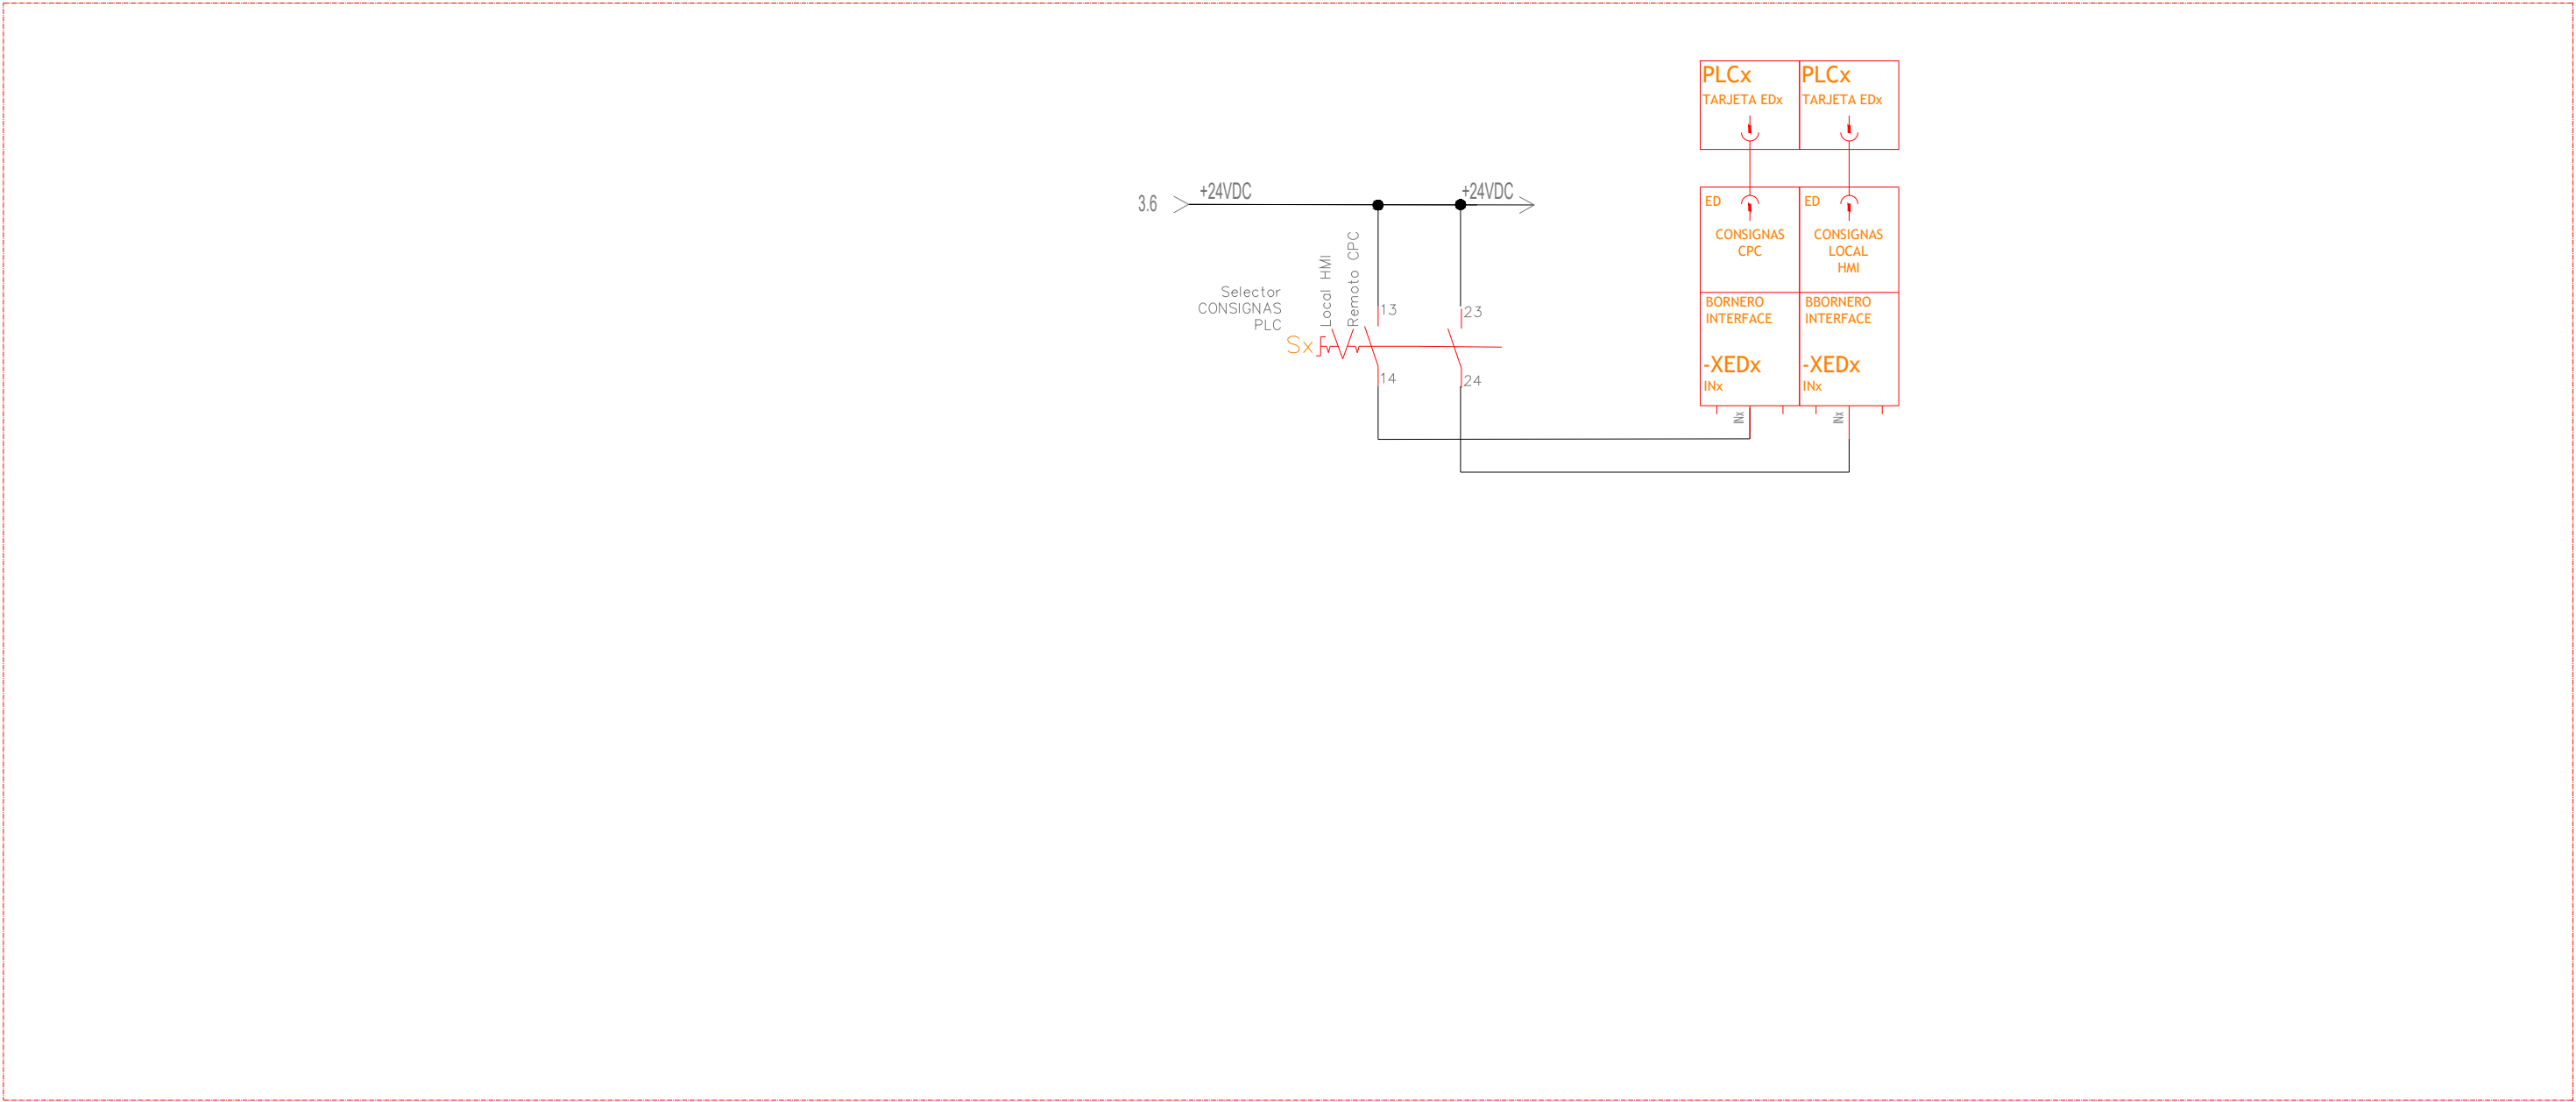 3.6
+24VDC
+24VDC
Selector
CONSIGNAS
PLC
Local HMI
Remoto CPC
Sx
13
14
23
24
PLCx
TARJETA EDx
PLCx
TARJETA EDx
ED
CONSIGNAS
CPC
ED
CONSIGNAS
LOCAL
HMI
BORNERO
INTERFACE
BBORNERO
INTERFACE
-XEDx
INx
-XEDx
INx
INx
INx